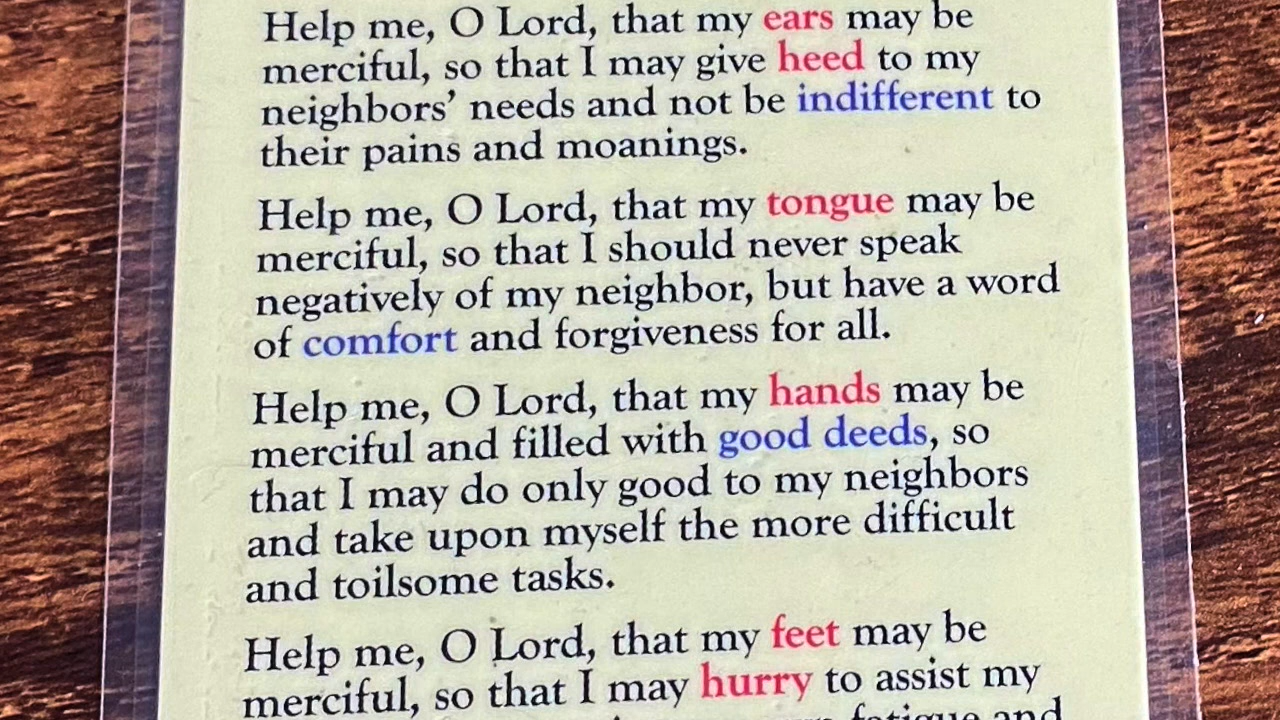 Help me, O Lord, that my ears may be
merciful, so that I may give heed to my
neighbors’ needs and not be indifferent to
their pains and moanings.
Help me, O Lord, that my tongue may be
merciful, so that I should never speak
negatively of my neighbor, but have a word
of comfort and forgiveness for all.
Help me, O Lord, that my hands may be
merciful and filled with good deeds, so
that I may do only good to my neighbors
and take upon myself the more difficult
and toilsome tasks.
Help me, O Lord, that my feet may be
merciful, so that I may hurry to assist my
fatigue and